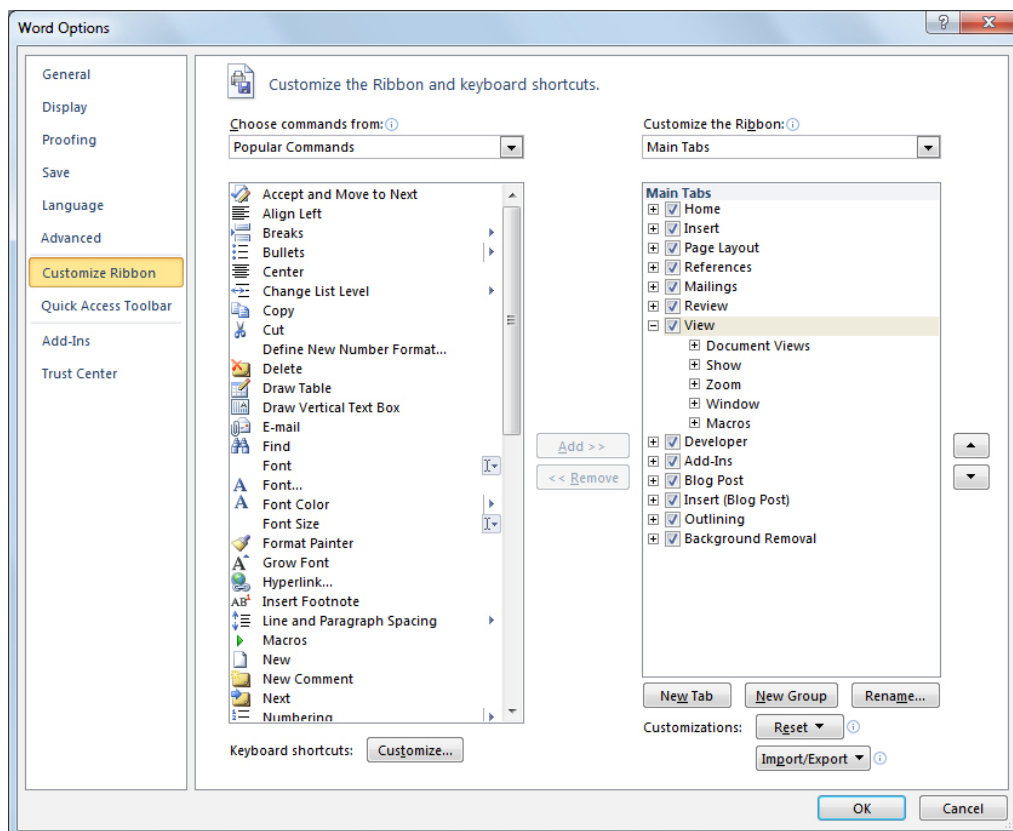 Word Options
General
Display
Proofing
Save
Language
Advanced
Customize Ribbon
Quick Access Toolbar
Add-Ins
Trust Center
Customize the Ribbon and keyboard shortcuts.
Choose commands from:
Popular Commands
Accept and Move to Next
Align Left
Breaks
Bullets
Center
Change List Level
Copy
Cut
Define New Number Format...
Delete
Draw Table
Draw Vertical Text Box
E-mail
Find
Font
Font...
Font Color
Font Size
Format Painter
Grow Font
Hyperlink...
Insert Footnote
Line and Paragraph Spacing
Macros
New
New Comment
Next
Numbering
Keyboard shortcuts: Customize...
Add >>
<< Remove
Customize the Ribbon:
Main Tabs
Main Tabs
Home
Insert
Page Layout
References
Mailings
Review
View
Document Views
Show
Zoom
Window
Macros
Developer
Add-Ins
Blog Post
Insert (Blog Post)
Outlining
Background Removal
New Tab New Group Rename...
Customizations: Reset
Import/Export
OK Cancel